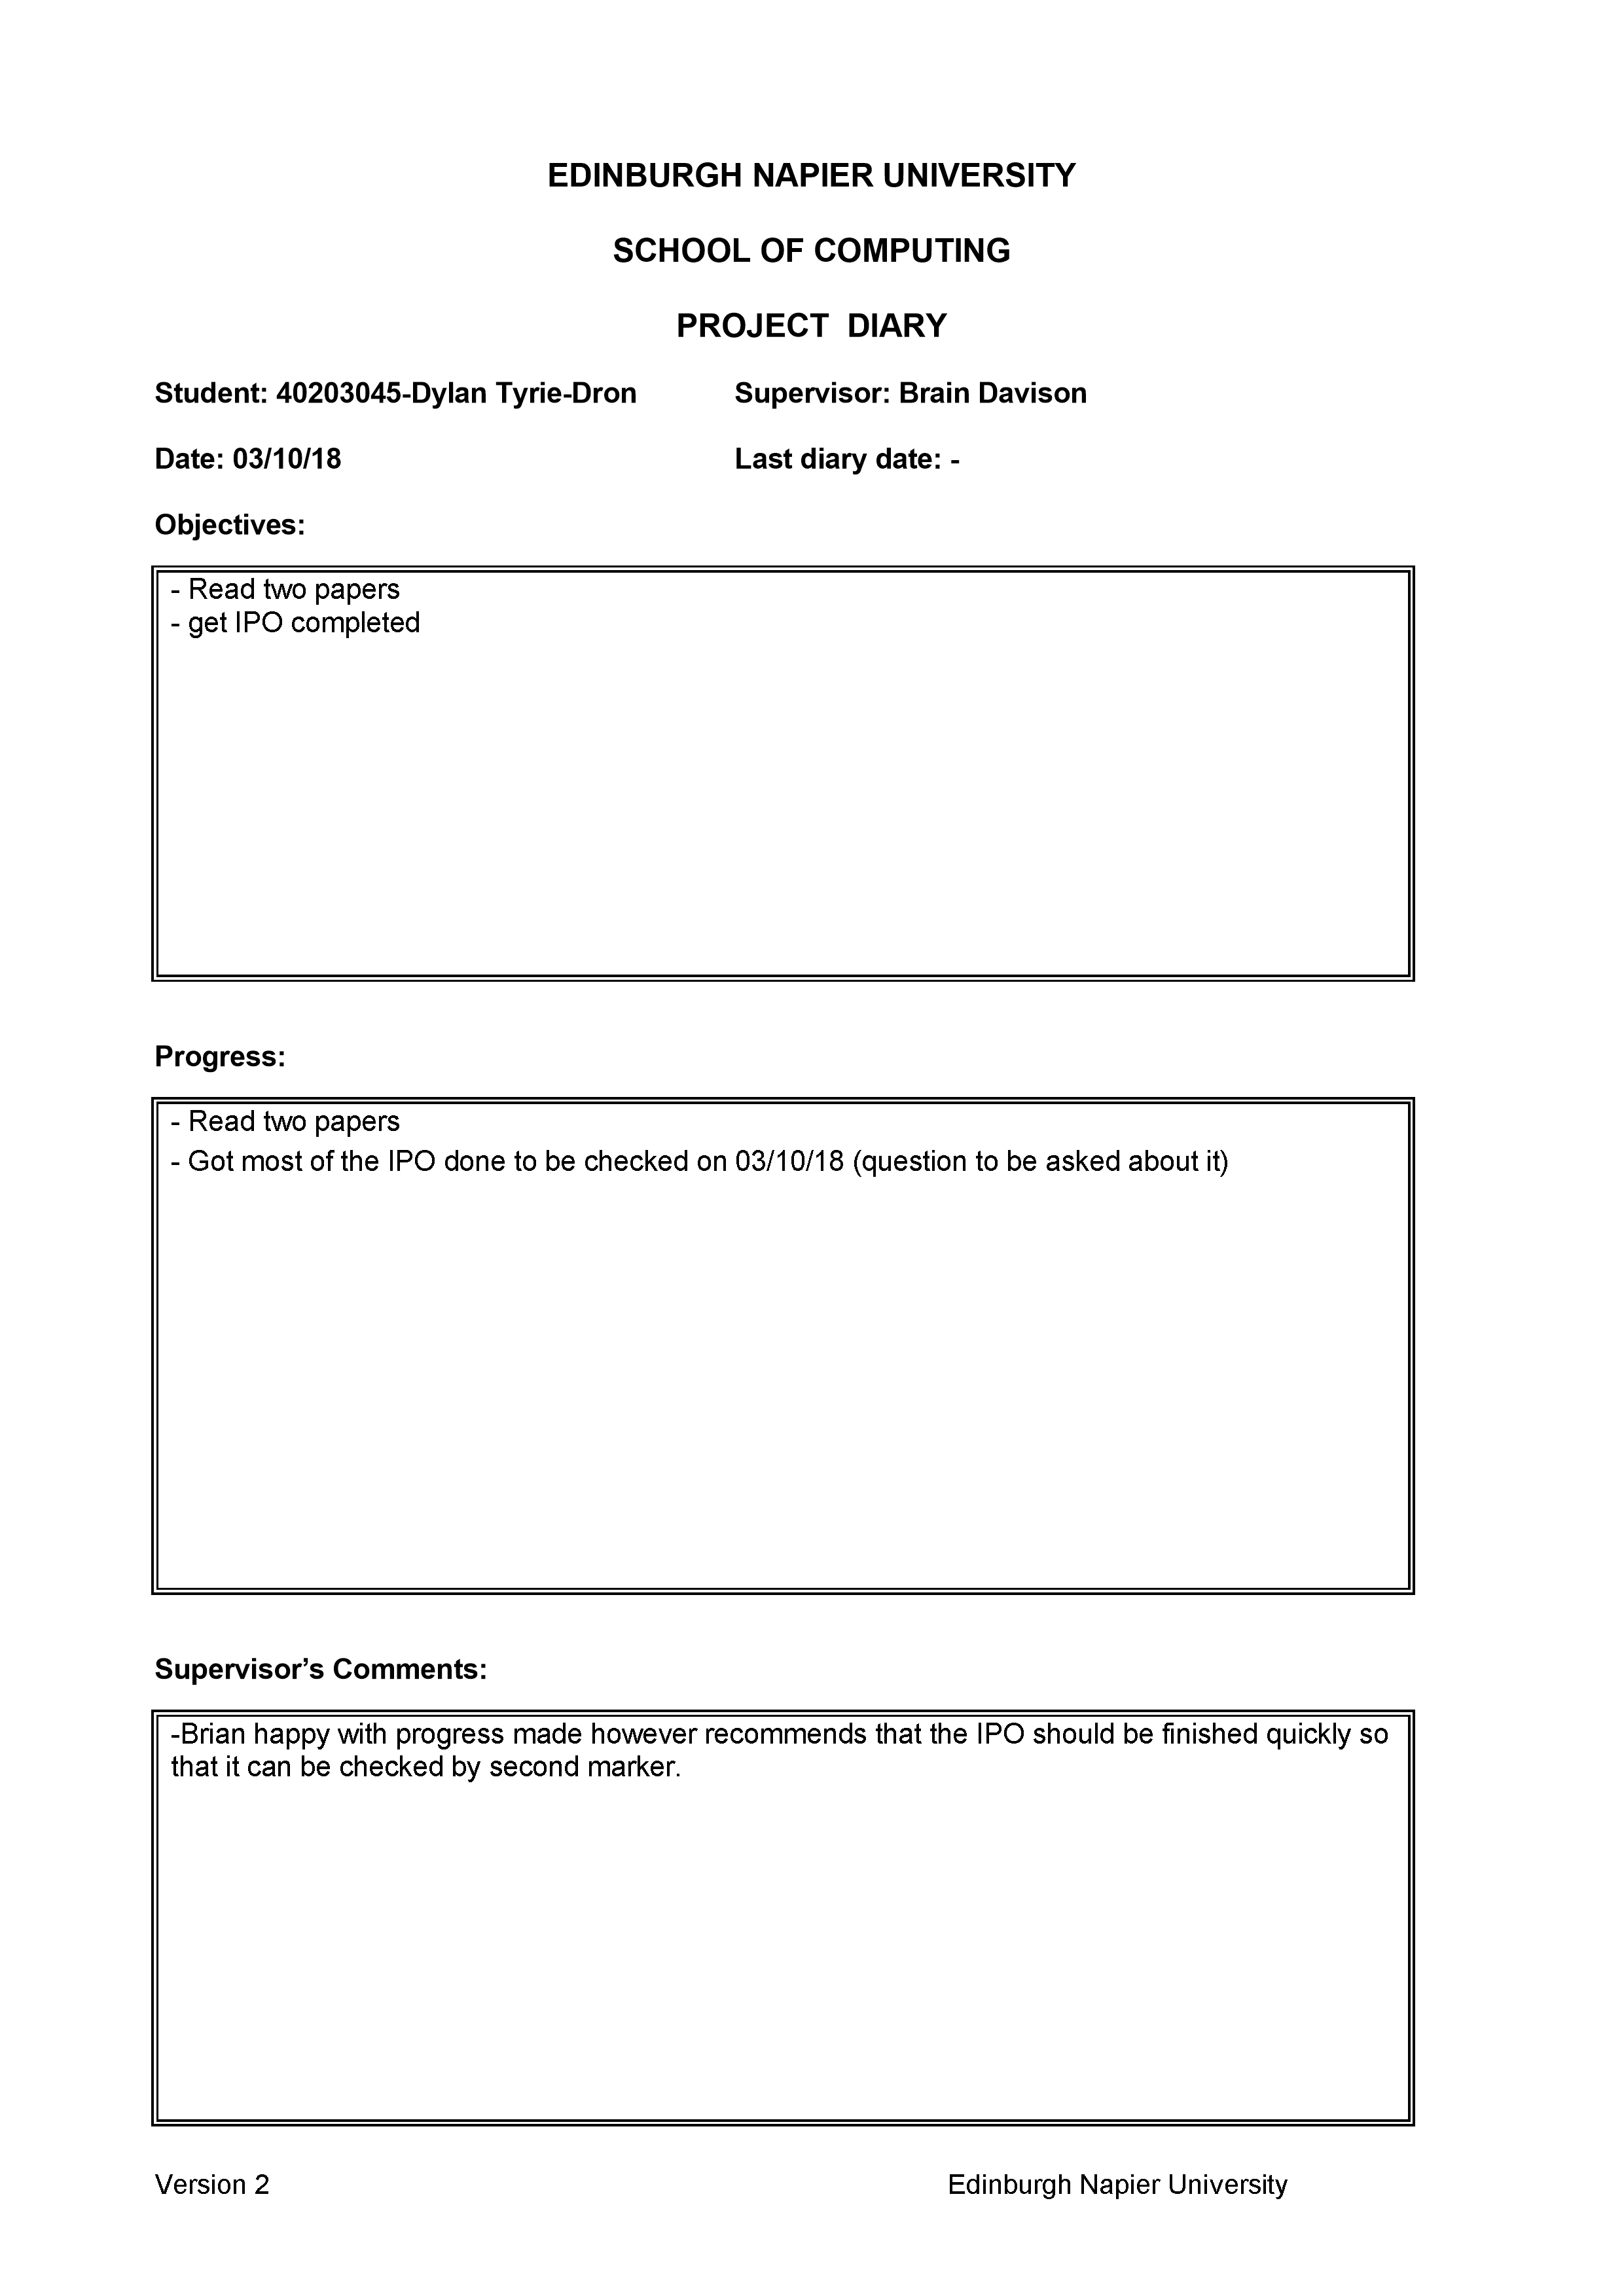 EDINBURGH NAPIER UNIVERSITY
SCHOOL OF COMPUTING
PROJECT  DIARY
Student: 40203045-Dylan Tyrie-Dron Supervisor: Brain Davison
Date: 03/10/18 Last diary date: -
Objectives:
- Read two papers
- get IPO completed
Progress:
- Read two papers
- Got most of the IPO done to be checked on 03/10/18 (question to be asked about it)
Supervisor’s Comments:
-Brian happy with progress made however recommends that the IPO should be finished quickly so
that it can be checked by second marker.
Version 2 Edinburgh Napier University